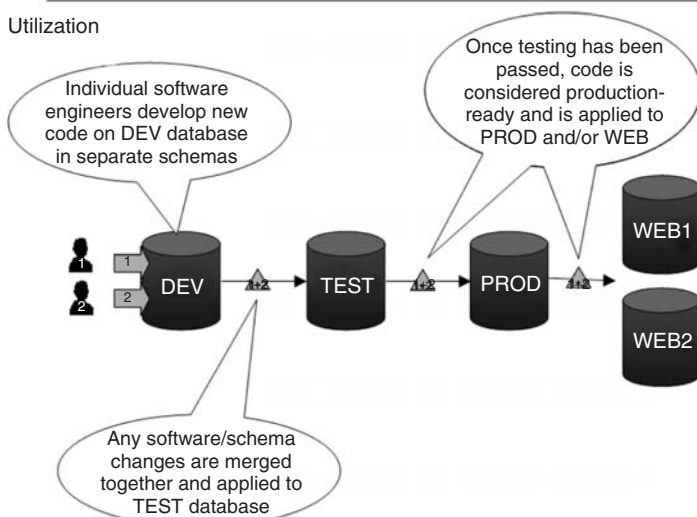 Utilization
Once testing has been
passed, code is
considered production-
ready and is applied to
PROD and/or WEB
Individual software
engineers develop new
code on DEV database
in separate schemas
WEB1
1
1
2
2
DEV
1+2
TEST
1+2
PROD
1+2
WEB2
Any software/schema
changes are merged
together and applied to
TEST database